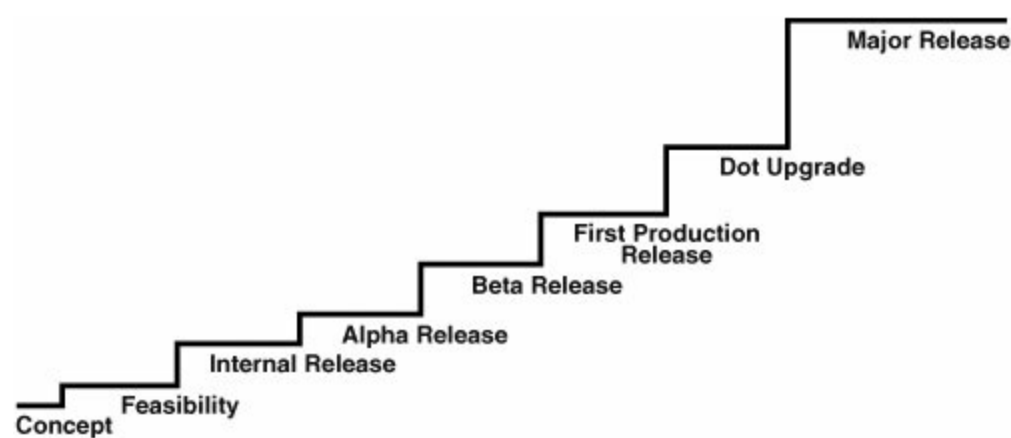 Major Release
Dot Upgrade
First Production
Release
Beta Release
Alpha Release
Internal Release
Feasibility
Concept